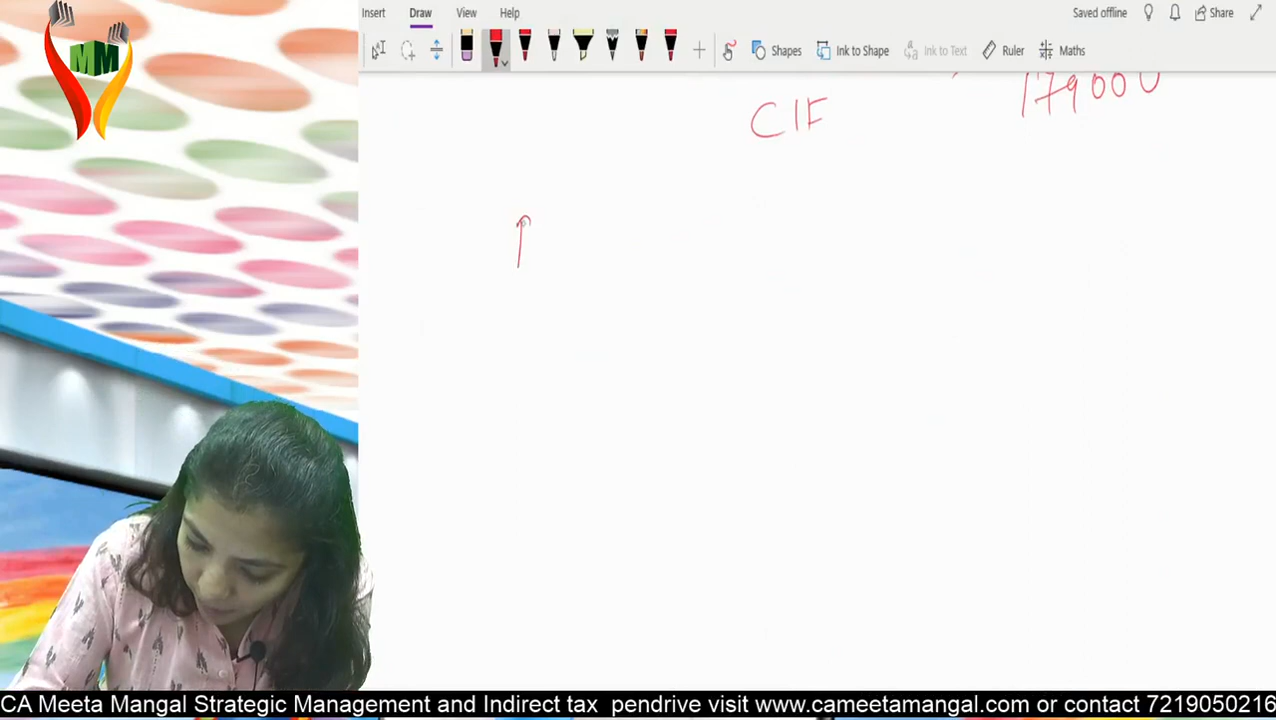 MM
Insert Draw View Help Saved offline Share
Shapes Ink to Shape Ink to Text Ruler Maths
179000
CIF
CA Meeta Mangal Strategic Management and Indirect tax pendrive visit www.cameetamangal.com or contact 7219050216